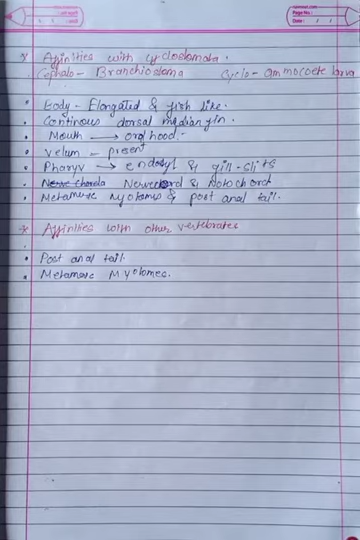 * Affinities with cyclostomata.
Cephalo - Branchiostoma Cyclo - ammocoete larva
• Body - Elongated & fish like.
• Continous dorsal median fin.
• Mouth → oral hood.
• Velum - present
• Pharyx → endostyl & gill-slits
• Nerve Chorda Nervecord & Notochord
• Metameric myotomes & post anal tail.
* Affinities with other vertebrates
• Post anal tail.
• Metameric Myotomes.